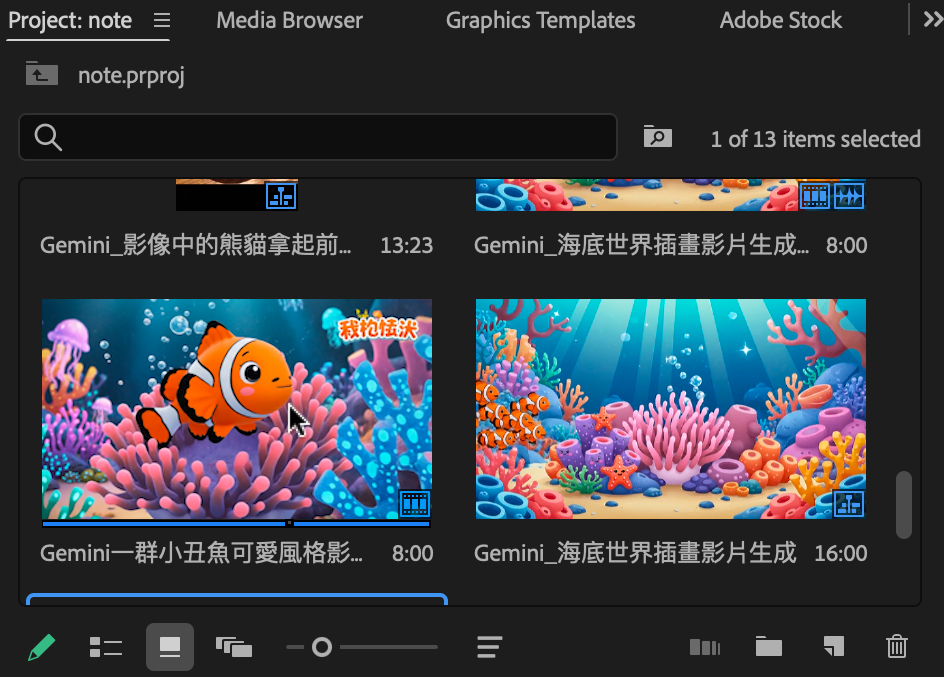 Project: note
Media Browser
Graphics Templates
Adobe Stock
note.prproj
1 of 13 items selected
Gemini_影像中的熊貓拿起前... 13:23
Gemini_海底世界插畫影片生成... 8:00
Gemini一群小丑魚可愛風格影... 8:00
Gemini_海底世界插畫影片生成 16:00